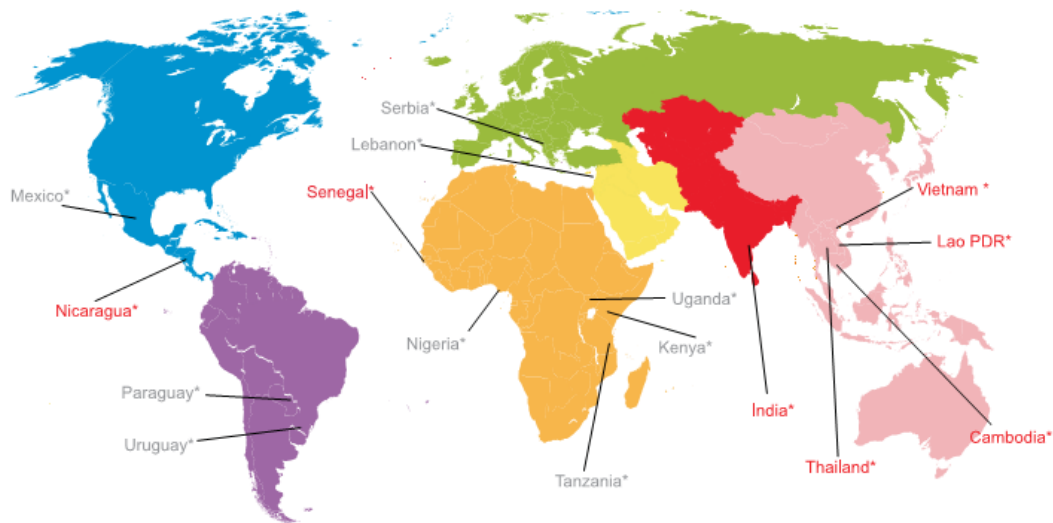 Serbia*
Lebanon*
Mexico*
Senegal*
Vietnam *
Lao PDR*
Nicaragua*
Uganda*
Nigeria*
Kenya*
Paraguay*
India*
Uruguay*
Cambodia*
Thailand*
Tanzania*